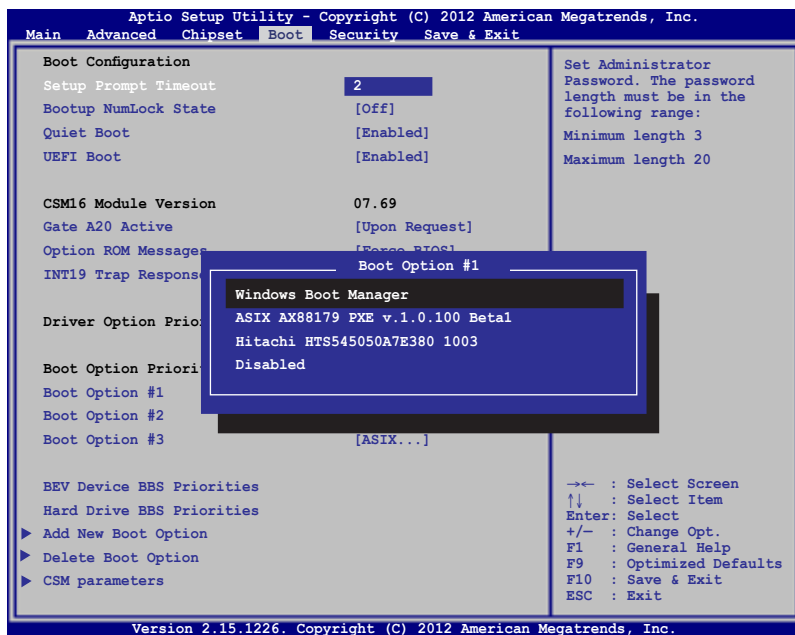 Aptio Setup Utility - Copyright (C) 2012 American Megatrends, Inc.
Main Advanced Chipset Boot Security Save & Exit
Boot Configuration
Setup Prompt Timeout 2
Bootup NumLock State [Off]
Quiet Boot [Enabled]
UEFI Boot [Enabled]
CSM16 Module Version 07.69
Gate A20 Active [Upon Request]
Option ROM Messages [Force BIOS]
INT19 Trap Respons
Driver Option Prio
Boot Option Priori
Boot Option #1
Boot Option #2
Boot Option #3 [ASIX...]
BEV Device BBS Priorities
Hard Drive BBS Priorities
Add New Boot Option
Delete Boot Option
CSM parameters
Boot Option #1
Windows Boot Manager
ASIX AX88179 PXE v.1.0.100 Beta1
Hitachi HTS545050A7E380 1003
Disabled
Set Administrator
Password. The password
length must be in the
following range:
Minimum length 3
Maximum length 20
→← : Select Screen
↑↓ : Select Item
Enter: Select
+/— : Change Opt.
F1 : General Help
F9 : Optimized Defaults
F10 : Save & Exit
ESC : Exit
Version 2.15.1226. Copyright (C) 2012 American Megatrends, Inc.